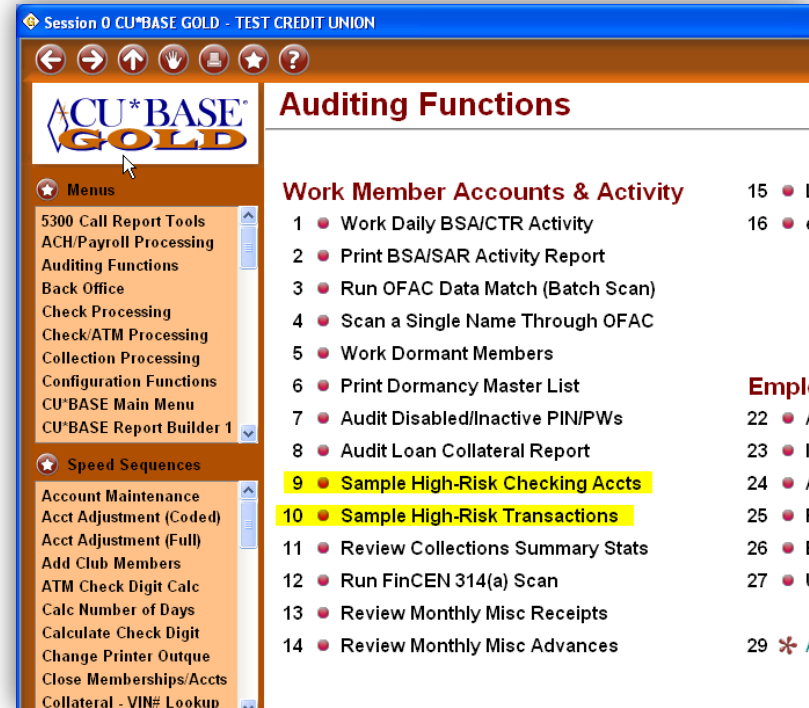 Session 0 CU*BASE GOLD - TEST CREDIT UNION
CU*BASE®
GOLD
Auditing Functions
Menus
5300 Call Report Tools
ACH/Payroll Processing
Auditing Functions
Back Office
Check Processing
Check/ATM Processing
Collection Processing
Configuration Functions
CU*BASE Main Menu
CU*BASE Report Builder 1
Speed Sequences
Account Maintenance
Acct Adjustment (Coded)
Acct Adjustment (Full)
Add Club Members
ATM Check Digit Calc
Calc Number of Days
Calculate Check Digit
Change Printer Outque
Close Memberships/Accts
Collateral - VIN# Lookup
Work Member Accounts & Activity
1 Work Daily BSA/CTR Activity
2 Print BSA/SAR Activity Report
3 Run OFAC Data Match (Batch Scan)
4 Scan a Single Name Through OFAC
5 Work Dormant Members
6 Print Dormancy Master List
7 Audit Disabled/Inactive PIN/PWs
8 Audit Loan Collateral Report
9 Sample High-Risk Checking Accts
10 Sample High-Risk Transactions
11 Review Collections Summary Stats
12 Run FinCEN 314(a) Scan
13 Review Monthly Misc Receipts
14 Review Monthly Misc Advances
15
16
Empl
22
23
24
25
26
27
29